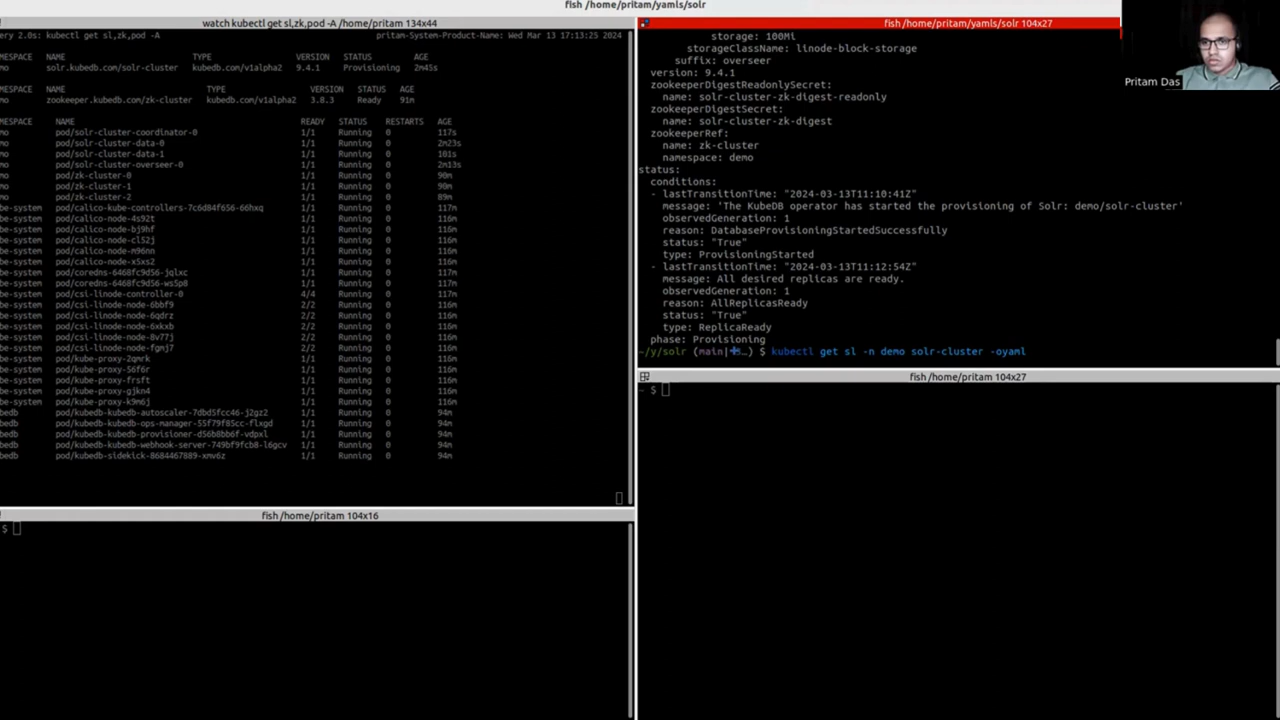 fish /home/pritam/yamls/solr
watch kubectl get sl,zk,pod -A /home/pritam 134x44
ery 2.0s: kubectl get sl,zk,pod -A pritam-System-Product-Name: Wed Mar 13 17:13:25 2024
MESPACE NAME TYPE VERSION STATUS AGE
mo solr.kubedb.com/solr-cluster kubedb.com/v1alpha2 9.4.1 Provisioning 2m45s
MESPACE NAME TYPE VERSION STATUS AGE
mo zookeeper.kubedb.com/zk-cluster kubedb.com/v1alpha2 3.8.3 Ready 91m
MESPACE NAME READY STATUS RESTARTS AGE
mo pod/solr-cluster-coordinator-0 1/1 Running 0 117s
mo pod/solr-cluster-data-0 1/1 Running 0 2m23s
mo pod/solr-cluster-data-1 1/1 Running 0 101s
mo pod/solr-cluster-overseer-0 1/1 Running 0 2m13s
mo pod/zk-cluster-0 1/1 Running 0 90m
mo pod/zk-cluster-1 1/1 Running 0 90m
mo pod/zk-cluster-2 1/1 Running 0 89m
be-system pod/calico-kube-controllers-7c6d84f656-66hxq 1/1 Running 0 117m
be-system pod/calico-node-4s92t 1/1 Running 0 116m
be-system pod/calico-node-bj9hf 1/1 Running 0 116m
be-system pod/calico-node-cl52j 1/1 Running 0 116m
be-system pod/calico-node-m96nn 1/1 Running 0 116m
be-system pod/calico-node-x5xs2 1/1 Running 0 116m
be-system pod/coredns-6468fc9d56-jqlxc 1/1 Running 0 117m
be-system pod/coredns-6468fc9d56-ws5p8 1/1 Running 0 117m
be-system pod/csi-linode-controller-0 4/4 Running 0 117m
be-system pod/csi-linode-node-6bbf9 2/2 Running 0 116m
be-system pod/csi-linode-node-6qdrz 2/2 Running 0 116m
be-system pod/csi-linode-node-6xkxb 2/2 Running 0 116m
be-system pod/csi-linode-node-8v77j 2/2 Running 0 116m
be-system pod/csi-linode-node-fgmj7 2/2 Running 0 116m
be-system pod/kube-proxy-2qmrk 1/1 Running 0 116m
be-system pod/kube-proxy-56f6r 1/1 Running 0 116m
be-system pod/kube-proxy-frsft 1/1 Running 0 116m
be-system pod/kube-proxy-gjkn4 1/1 Running 0 116m
be-system pod/kube-proxy-k9m6j 1/1 Running 0 116m
bedb pod/kubedb-kubedb-autoscaler-7dbd5fcc46-j2gz2 1/1 Running 0 94m
bedb pod/kubedb-kubedb-ops-manager-55f79f85cc-flxgd 1/1 Running 0 94m
bedb pod/kubedb-kubedb-provisioner-d56b8bb6f-vdpxl 1/1 Running 0 94m
bedb pod/kubedb-kubedb-webhook-server-749bf9fcb8-l6gcv 1/1 Running 0 94m
bedb pod/kubedb-sidekick-8684467889-xmv6z 1/1 Running 0 94m
fish /home/pritam 104x16
$
fish /home/pritam/yamls/solr 104x27
storage: 100Mi
storageClassName: linode-block-storage
suffix: overseer
version: 9.4.1
zookeeperDigestReadonlySecret:
name: solr-cluster-zk-digest-readonly
zookeeperDigestSecret:
name: solr-cluster-zk-digest
zookeeperRef:
name: zk-cluster
namespace: demo
status:
conditions:
- lastTransitionTime: "2024-03-13T11:10:41Z"
message: 'The KubeDB operator has started the provisioning of Solr: demo/solr-cluster'
observedGeneration: 1
reason: DatabaseProvisioningStartedSuccessfully
status: "True"
type: ProvisioningStarted
- lastTransitionTime: "2024-03-13T11:12:54Z"
message: All desired replicas are ready.
observedGeneration: 1
reason: AllReplicasReady
status: "True"
type: ReplicaReady
phase: Provisioning
~/y/solr (main|✚5…) $ kubectl get sl -n demo solr-cluster -oyaml
fish /home/pritam 104x27
~ $
Pritam Das